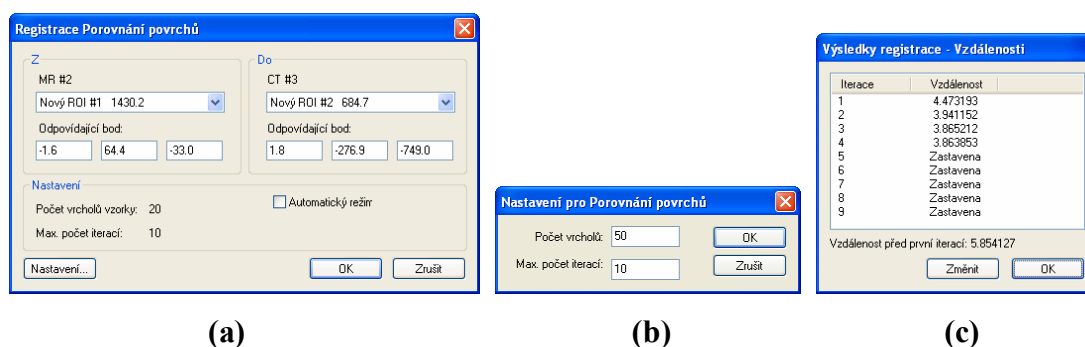 Registrace Porovnání povrchů
Z
MR #2
Nový ROI #1 1430.2
Odpovídající bod:
-1.6 64.4 -33.0
Do
CT #3
Nový ROI #2 684.7
Odpovídající bod:
1.8 -276.9 -749.0
Nastavení
Počet vrcholů vzorky: 20
Automatický režim
Max. počet iterací: 10
Nastavení... OK Zrušit
(a)
Nastavení pro Porovnání povrchů
Počet vrcholů: 50 OK
Max. počet iterací: 10 Zrušit
(b)
Výsledky registrace - Vzdálenosti
Iterace Vzdálenost
1 4.473193
2 3.941152
3 3.865212
4 3.863853
5 Zastavena
6 Zastavena
7 Zastavena
8 Zastavena
9 Zastavena
Vzdálenost před první iterací: 5.854127
Změnit OK
(c)